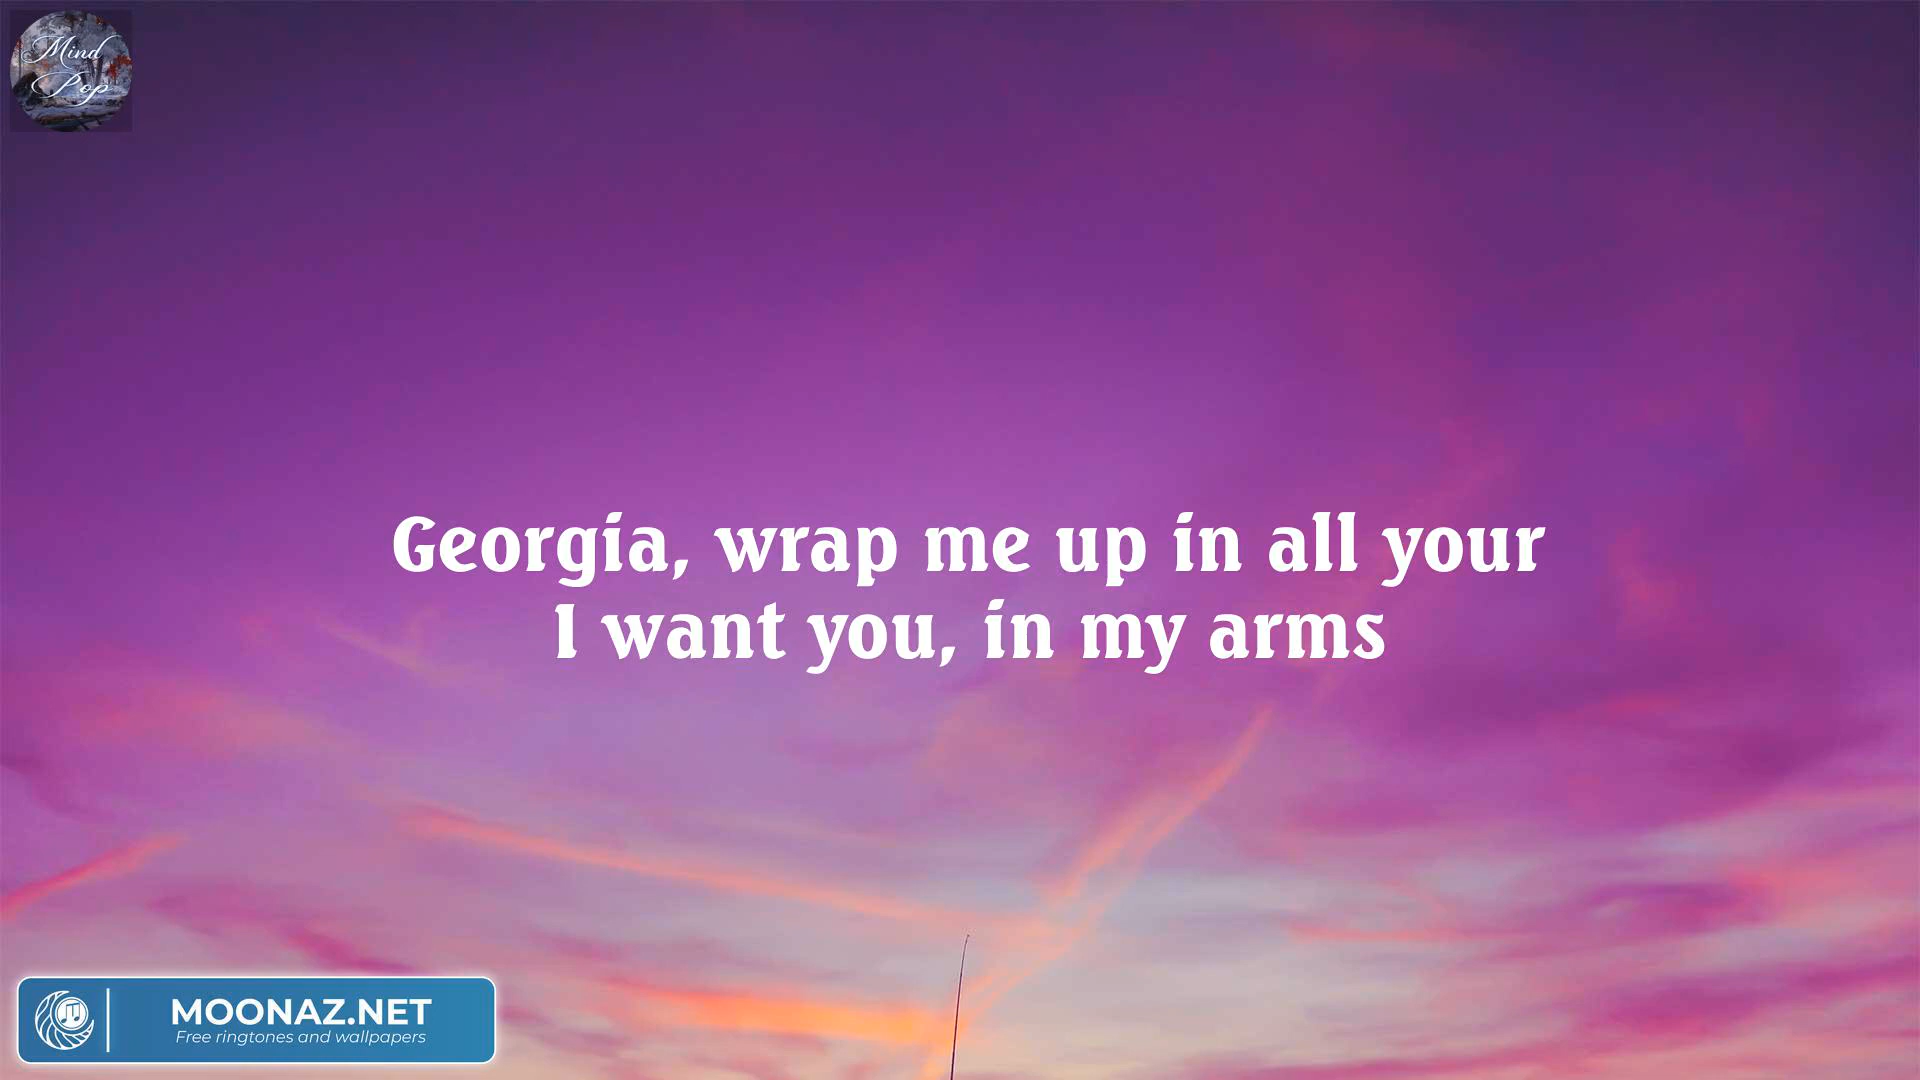 Mind
Pop
Georgia, wrap me up in all your
I want you, in my arms
MOONAZ.NET
Free ringtones and wallpapers